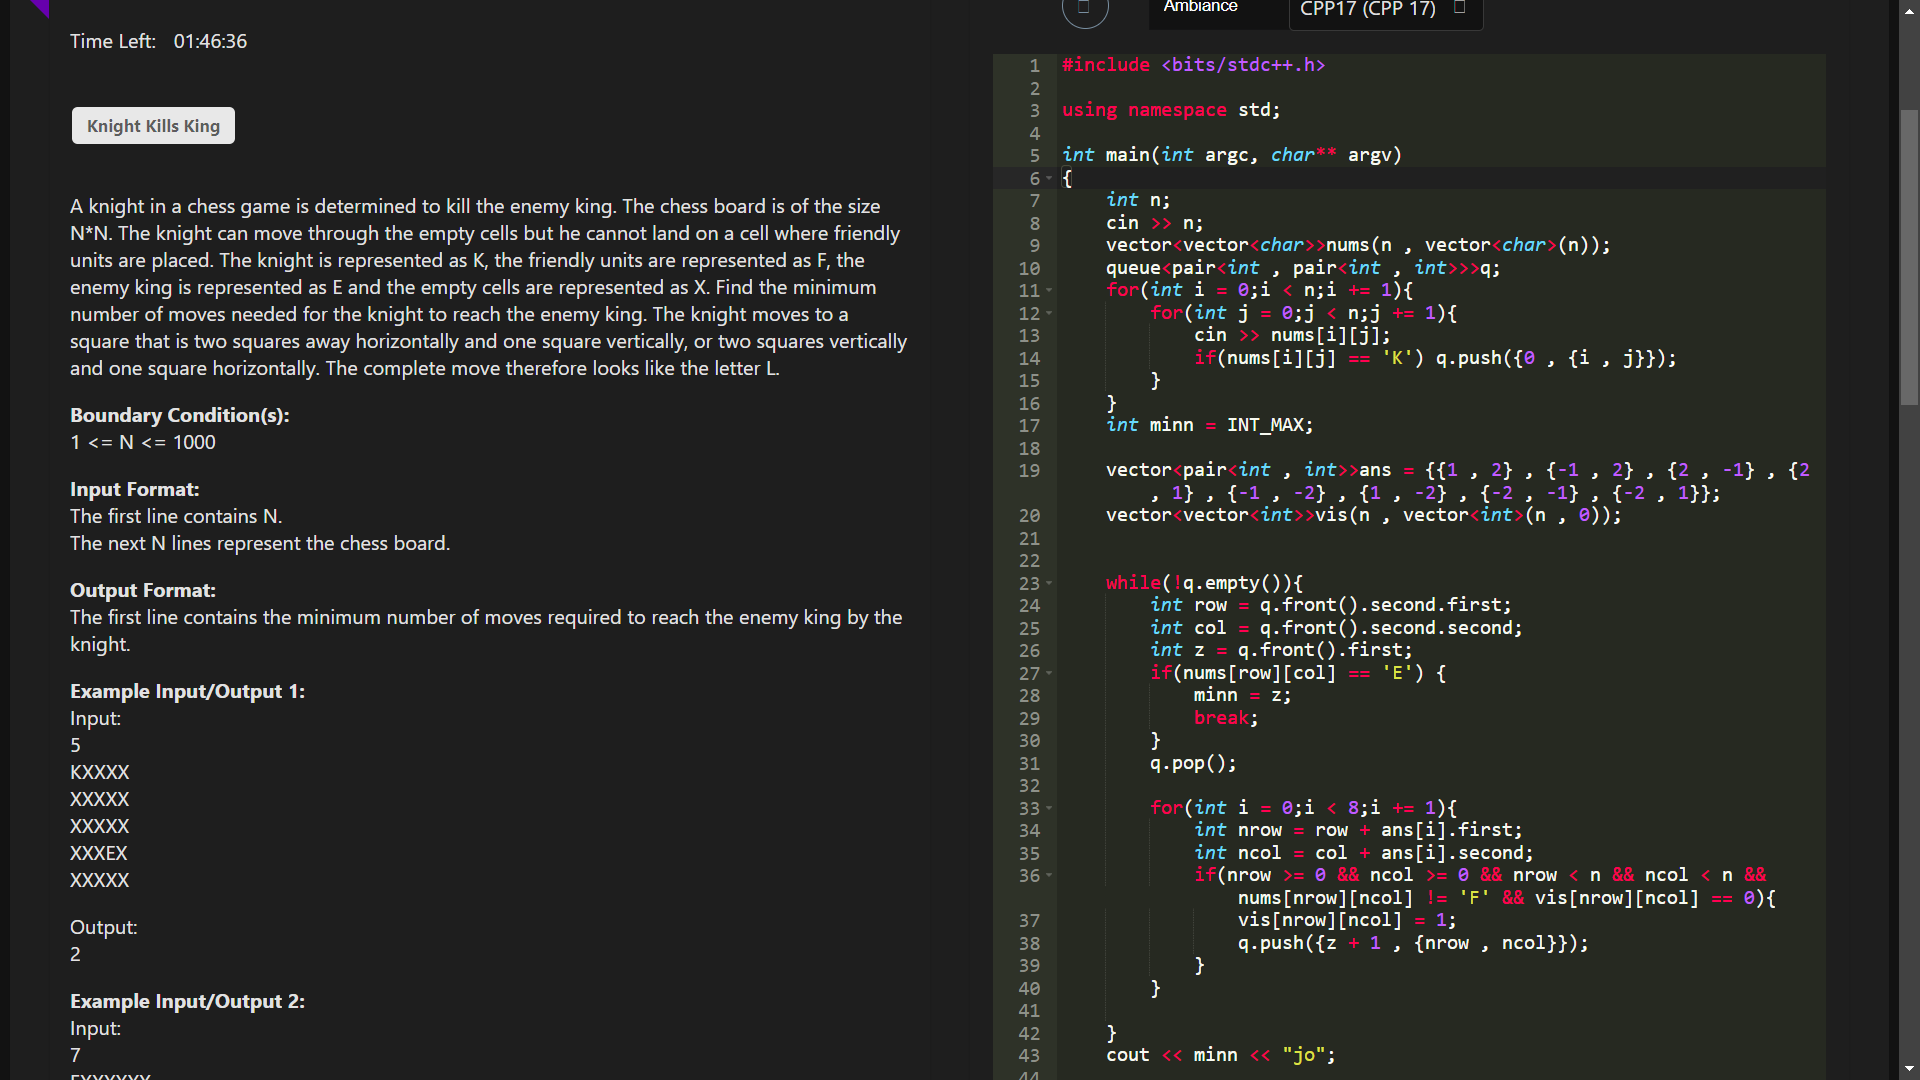 Time Left: 01:46:36
Knight Kills King
A knight in a chess game is determined to kill the enemy king. The chess board is of the size
N*N. The knight can move through the empty cells but he cannot land on a cell where friendly
units are placed. The knight is represented as K, the friendly units are represented as F, the
enemy king is represented as E and the empty cells are represented as X. Find the minimum
number of moves needed for the knight to reach the enemy king. The knight moves to a
square that is two squares away horizontally and one square vertically, or two squares vertically
and one square horizontally. The complete move therefore looks like the letter L.
Boundary Condition(s):
1 <= N <= 1000
Input Format:
The first line contains N.
The next N lines represent the chess board.
Output Format:
The first line contains the minimum number of moves required to reach the enemy king by the
knight.
Example Input/Output 1:
Input:
5
KXXXX
XXXXX
XXXXX
XXXEX
XXXXX
Output:
2
Example Input/Output 2:
Input:
7
Ambiance
CPP17 (CPP 17)
1 #include <bits/stdc++.h>
2
3 using namespace std;
4
5 int main(int argc, char** argv)
6 {
7 int n;
8 cin >> n;
9 vector<vector<char>>nums(n , vector<char>(n));
10 queue<pair<int , pair<int , int>>>q;
11 for(int i = 0;i < n;i += 1){
12 for(int j = 0;j < n;j += 1){
13 cin >> nums[i][j];
14 if(nums[i][j] == 'K') q.push({0 , {i , j}});
15 }
16 }
17 int minn = INT_MAX;
18
19 vector<pair<int , int>>ans = {{1 , 2} , {-1 , 2} , {2 , -1} , {2
, 1} , {-1 , -2} , {1 , -2} , {-2 , -1} , {-2 , 1}};
20 vector<vector<int>>vis(n , vector<int>(n , 0));
21
22
23 while(!q.empty()){
24 int row = q.front().second.first;
25 int col = q.front().second.second;
26 int z = q.front().first;
27 if(nums[row][col] == 'E') {
28 minn = z;
29 break;
30 }
31 q.pop();
32
33 for(int i = 0;i < 8;i += 1){
34 int nrow = row + ans[i].first;
35 int ncol = col + ans[i].second;
36 if(nrow >= 0 && ncol >= 0 && nrow < n && ncol < n &&
nums[nrow][ncol] != 'F' && vis[nrow][ncol] == 0){
37 vis[nrow][ncol] = 1;
38 q.push({z + 1 , {nrow , ncol}});
39 }
40 }
41
42 }
43 cout << minn << "jo";
44